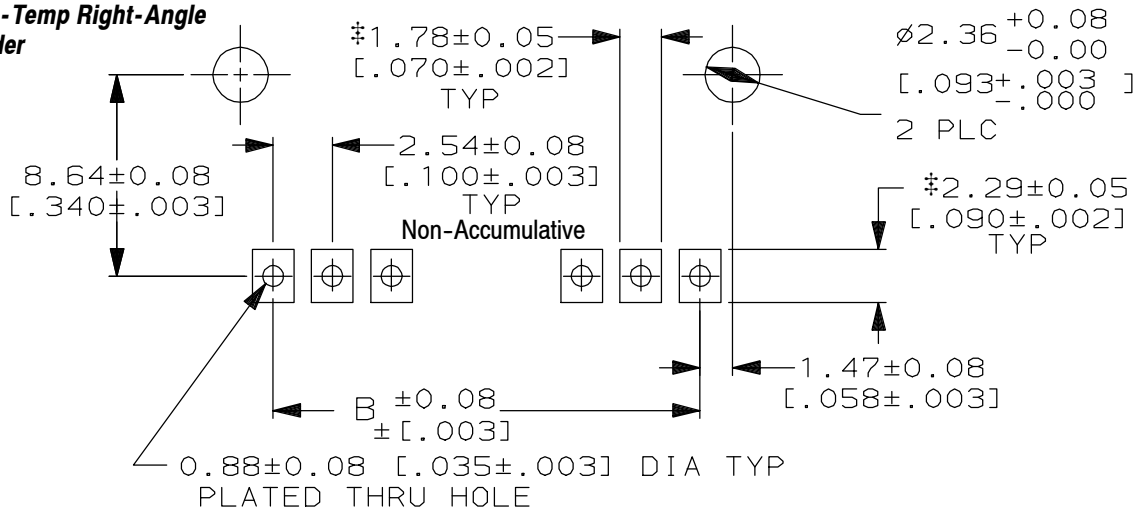 -Temp Right-Angle
der
‡1.78±0.05
[.070±.002]
TYP
⌀2.36 +0.08
-0.00
[.093 +.003 ]
-.000
2 PLC
8.64±0.08
[.340±.003]
2.54±0.08
[.100±.003]
TYP
Non-Accumulative
‡2.29±0.05
[.090±.002]
TYP
1.47±0.08
[.058±.003]
B ±0.08
±[.003]
0.88±0.08 [.035±.003] DIA TYP
PLATED THRU HOLE